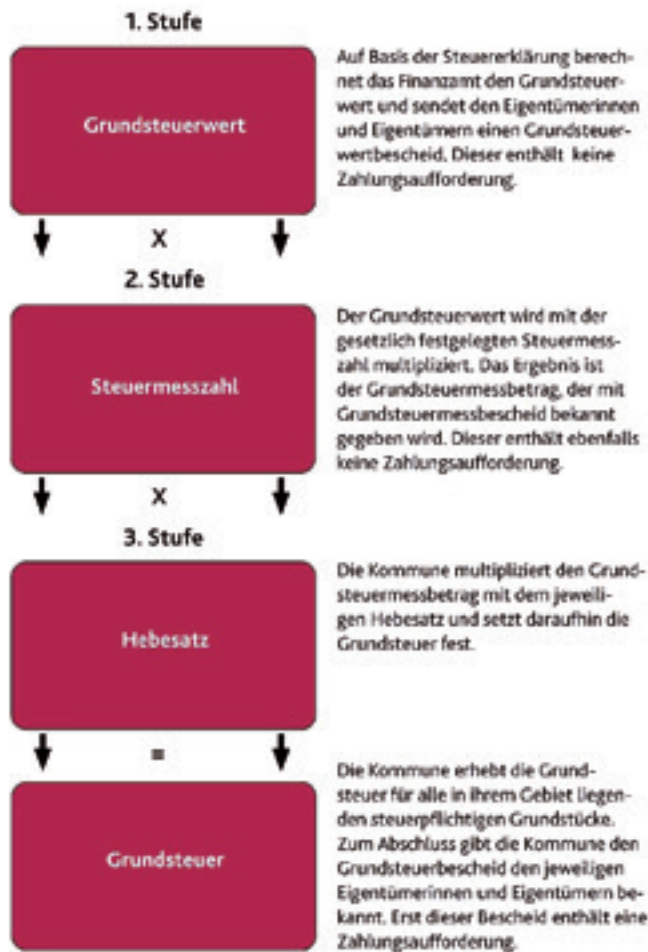 1. Stufe
Grundsteuerwert
Auf Basis der Steuererklärung berech-
net das Finanzamt den Grundsteuer-
wert und sendet den Eigentümerinnen
und Eigentümern einen Grundsteuer-
wertbescheid. Dieser enthält keine
Zahlungsaufforderung.
X
2. Stufe
Steuermesszahl
Der Grundsteuerwert wird mit der
gesetzlich festgelegten Steuermess-
zahl multipliziert. Das Ergebnis ist
der Grundsteuermessbetrag, der mit
Grundsteuermessbescheid bekannt
gegeben wird. Dieser enthält ebenfalls
keine Zahlungsaufforderung.
X
3. Stufe
Hebesatz
Die Kommune multipliziert den Grund-
steuermessbetrag mit dem jeweili-
gen Hebesatz und setzt daraufhin die
Grundsteuer fest.
=
Grundsteuer
Die Kommune erhebt die Grund-
steuer für alle in ihrem Gebiet liegen-
den steuerpflichtigen Grundstücke.
Zum Abschluss gibt die Kommune den
Grundsteuerbescheid den jeweiligen
Eigentümerinnen und Eigentümern be-
kannt. Erst dieser Bescheid enthält eine
Zahlungsaufforderung.